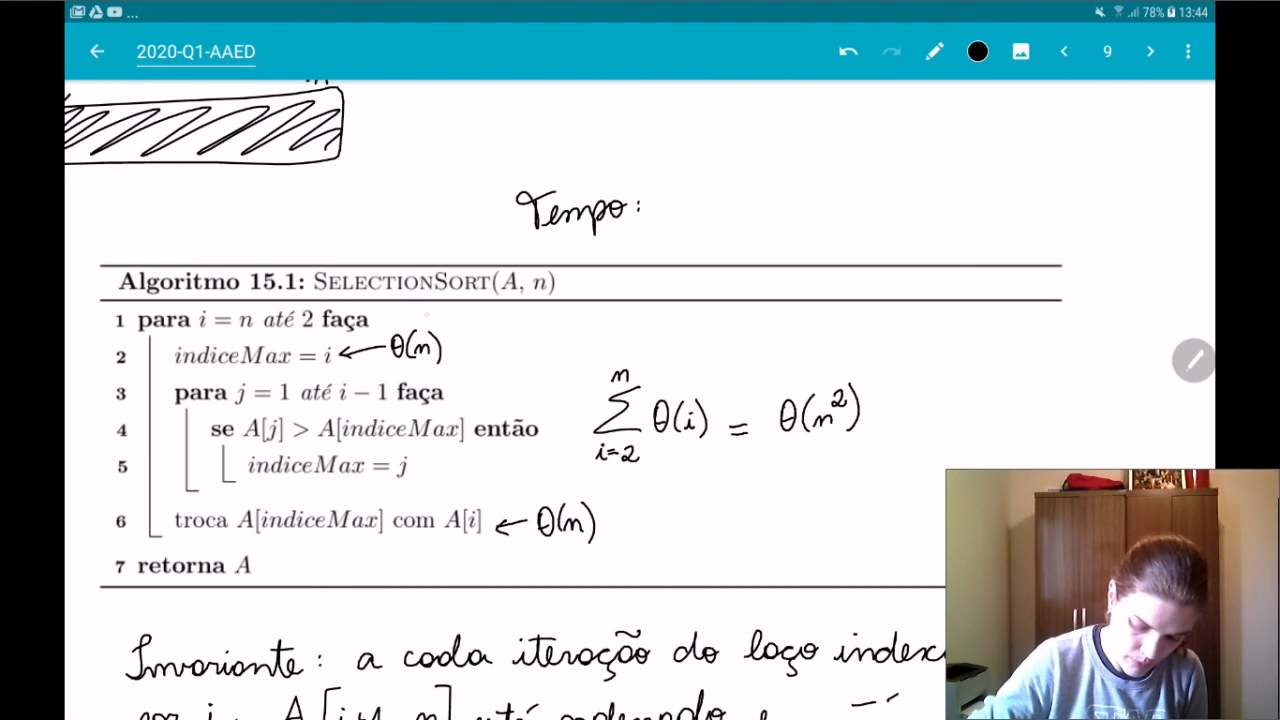 ... 78% 13:44
2020-Q1-AAED
9
Tempo:
Algoritmo 15.1: SELECTIONSORT(A, n)
1 para i = n até 2 faça
2 indiceMax = i ← Θ(n)
3 para j = 1 até i − 1 faça
4 se A[j] > A[indiceMax] então
5 indiceMax = j
n
∑ Θ(i) = Θ(n²)
i=2
6 troca A[indiceMax] com A[i] ← Θ(n)
7 retorna A
Invariante: a cada iteração do laço index